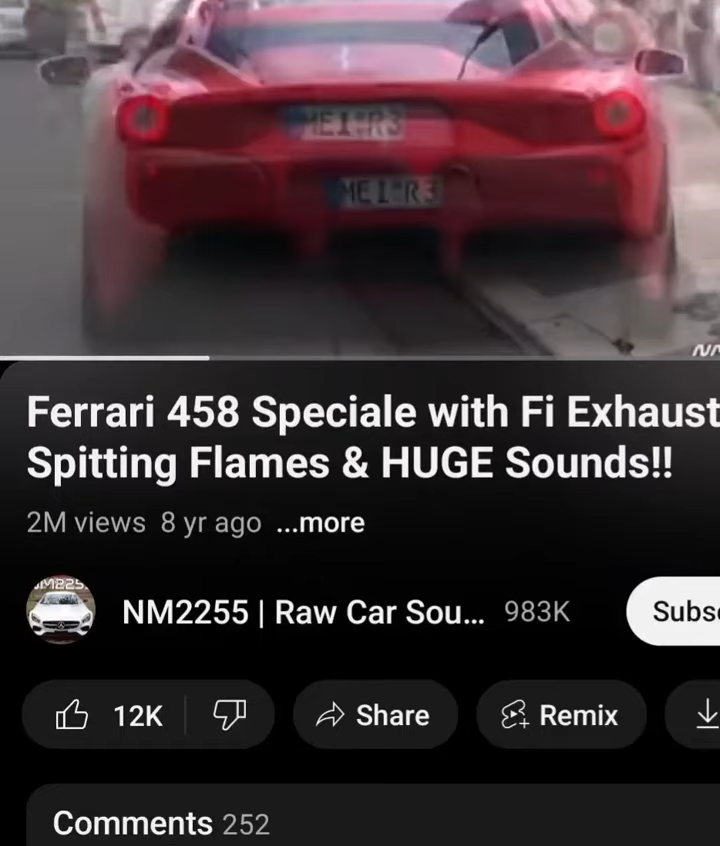 MEI R3
MEI R3
Ferrari 458 Speciale with Fi Exhaust
Spitting Flames & HUGE Sounds!!
2M views 8 yr ago ...more
NM2255 | Raw Car Sou... 983K
12K
Share
Remix
Comments 252